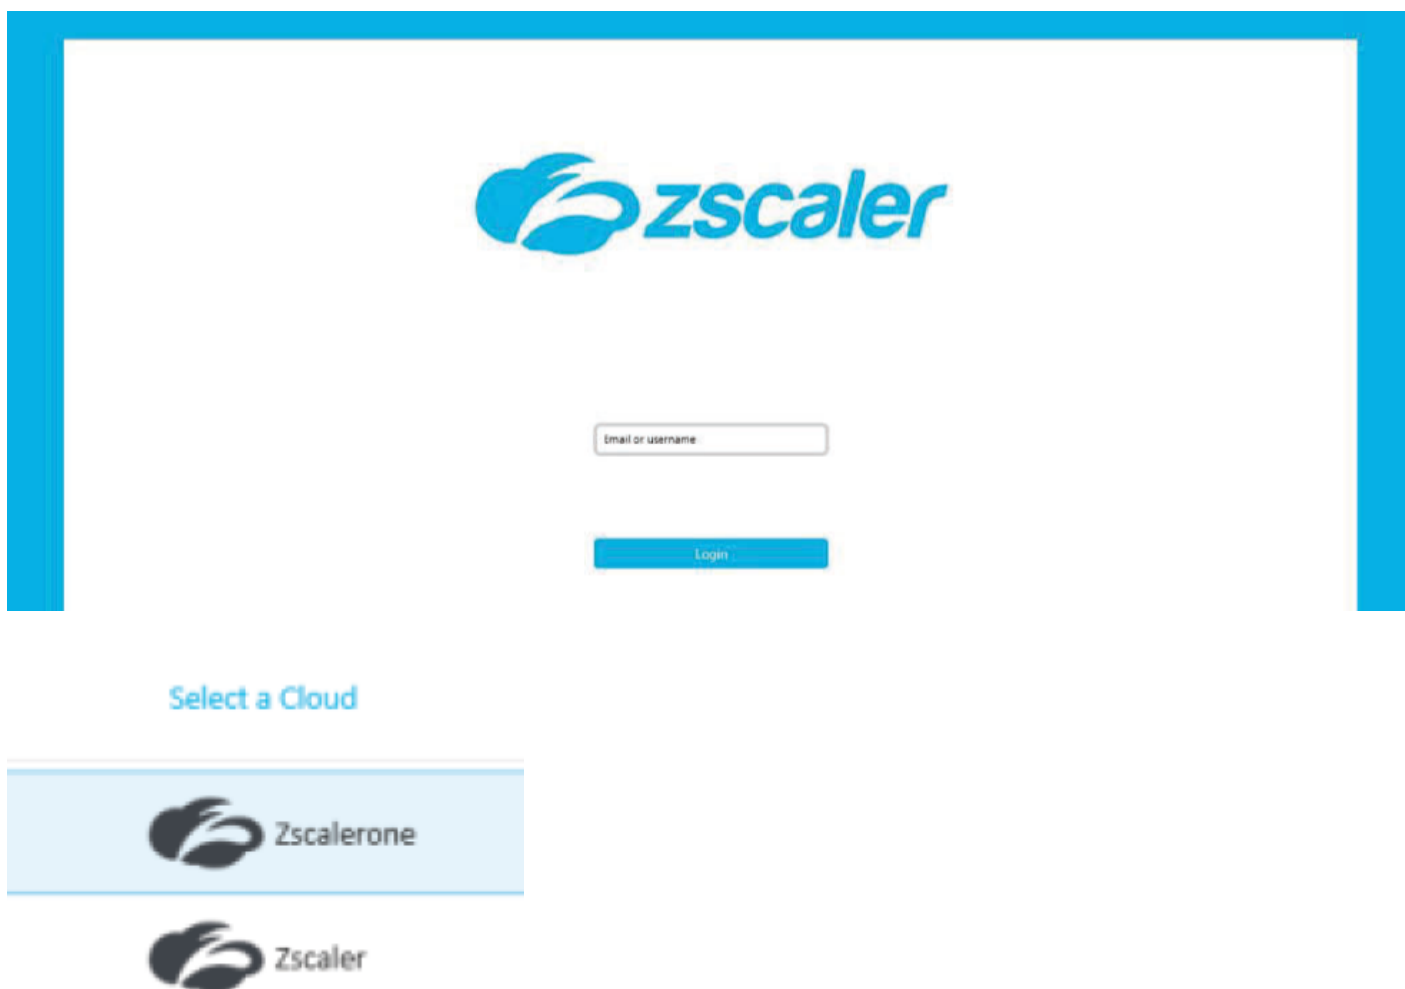 zscaler
Email or username
Login
Select a Cloud
Zscalerone
Zscaler